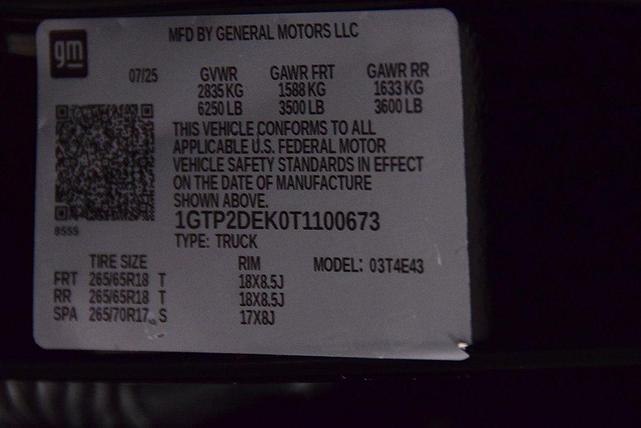 gm
MFD BY GENERAL MOTORS LLC
07/25 GVWR GAWR FRT GAWR RR
2835 KG 1588 KG 1633 KG
6250 LB 3500 LB 3600 LB
THIS VEHICLE CONFORMS TO ALL
APPLICABLE U.S. FEDERAL MOTOR
VEHICLE SAFETY STANDARDS IN EFFECT
ON THE DATE OF MANUFACTURE
SHOWN ABOVE.
8555
1GTP2DEK0T1100673
TYPE: TRUCK
TIRE SIZE RIM MODEL: 03T4E43
FRT 265/65R18 T 18X8.5J
RR 265/65R18 T 18X8.5J
SPA 265/70R17 S 17X8J